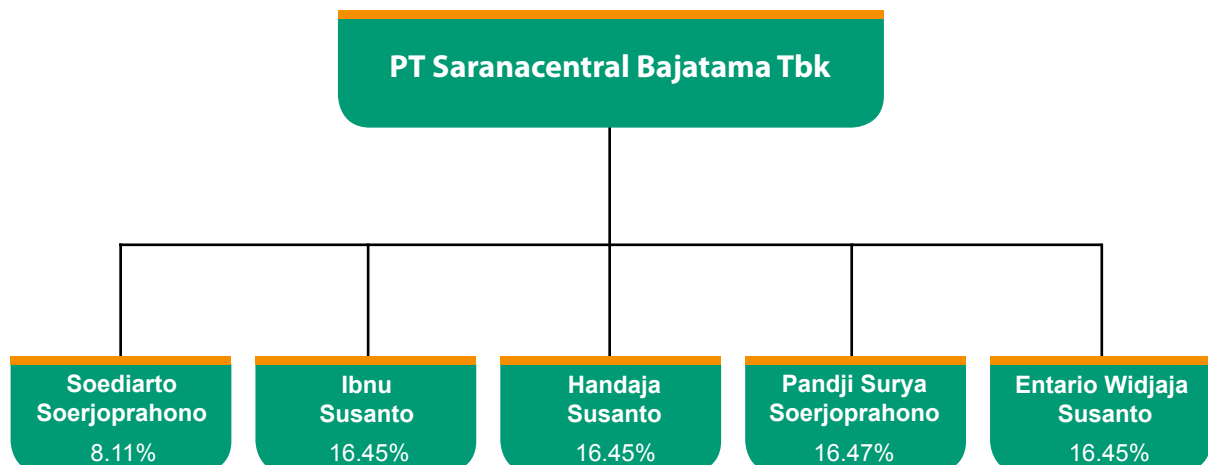 PT Saranacentral Bajatama Tbk
Soediarto
Soerjoprahono
8.11%
Ibnu
Susanto
16.45%
Handaja
Susanto
16.45%
Pandji Surya
Soerjoprahono
16.47%
Entario Widjaja
Susanto
16.45%